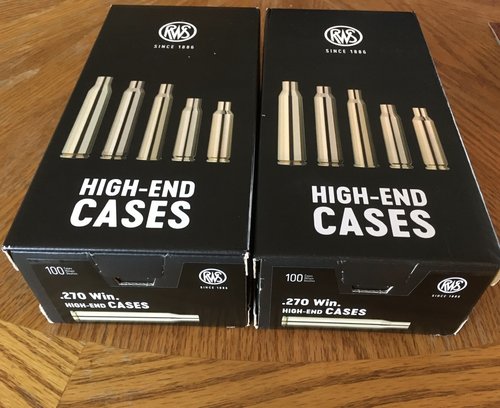 RWS
SINCE 1886
HIGH-END
CASES
100
RWS
SINCE 1886
.270 Win.
HIGH-END CASES
RWS
SINCE 1886
HIGH-END
CASES
100
RWS
SINCE 1886
.270 Win.
HIGH-END CASES